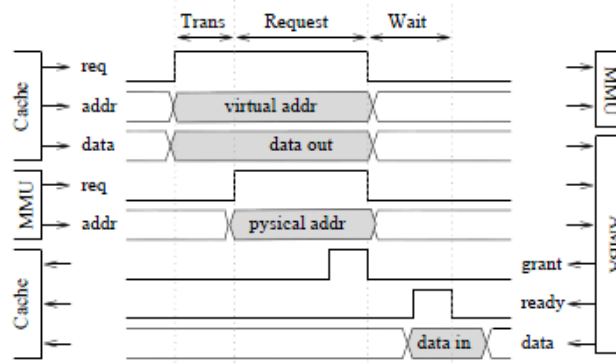 Trans Request Wait
Cache
req
addr virtual addr
data data out
MMU
req
addr pysical addr
Cache
grant
ready
data in data
MMU
AMBA